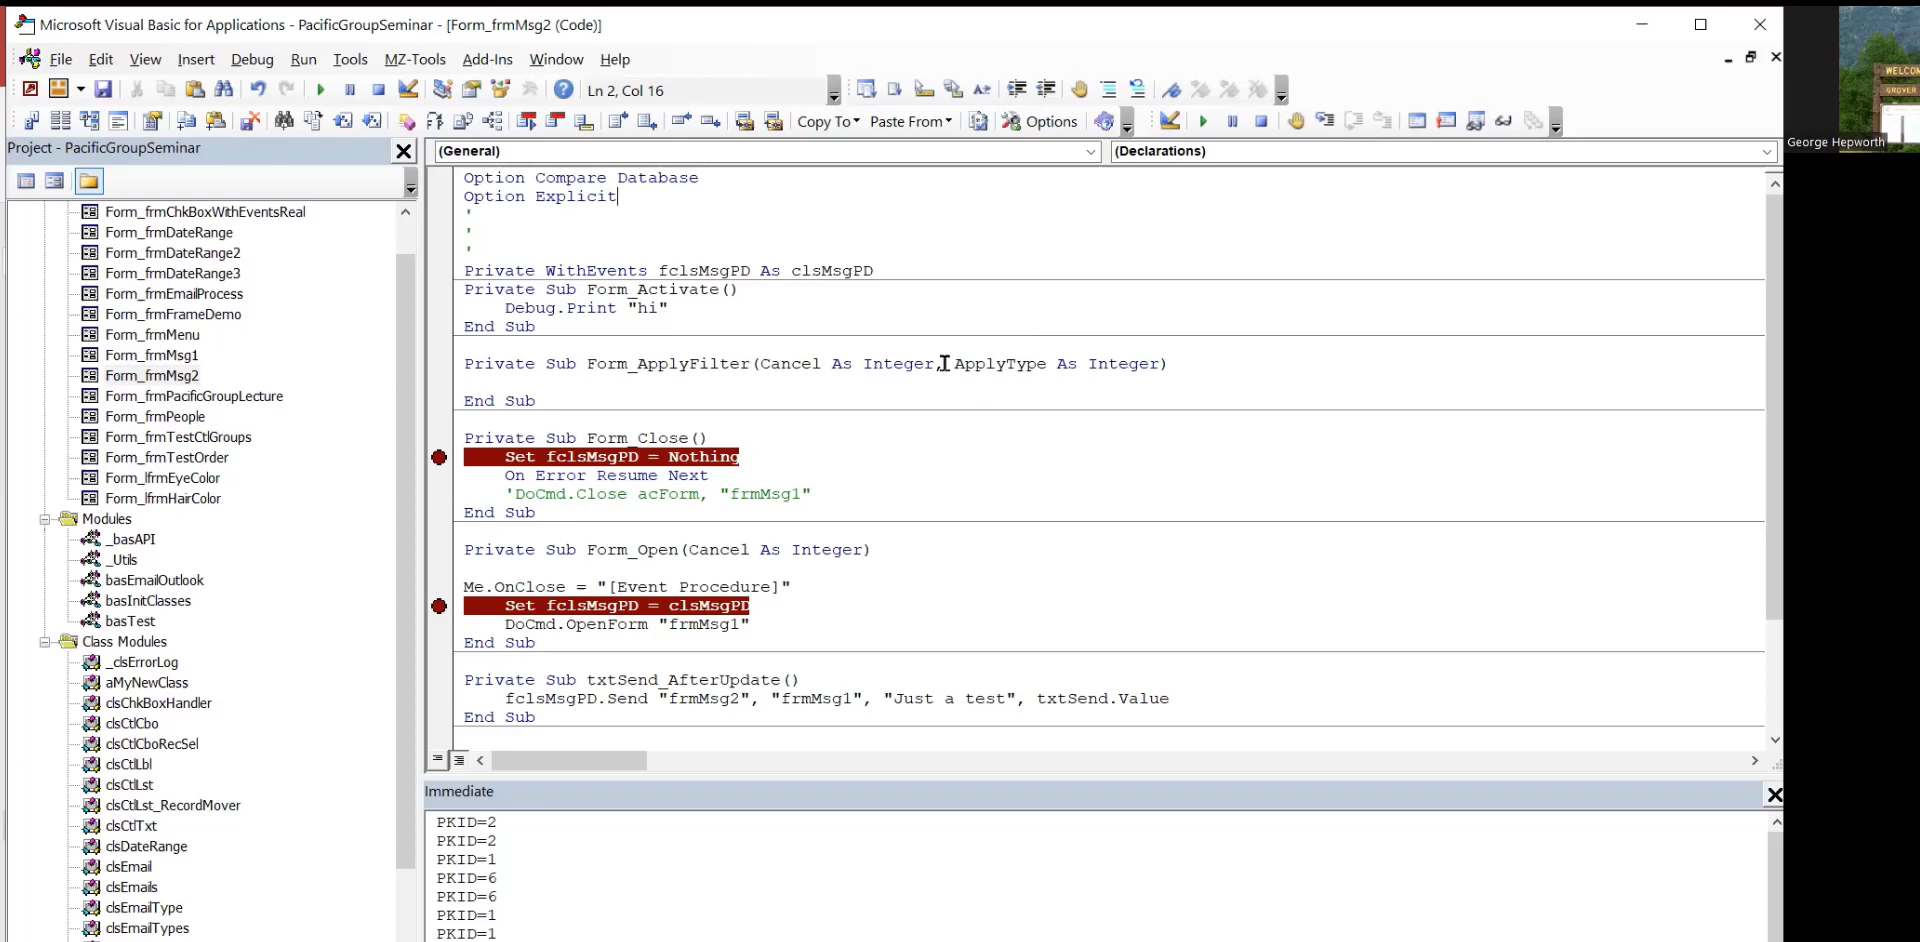 Microsoft Visual Basic for Applications - PacificGroupSeminar - [Form_frmMsg2 (Code)]
File Edit View Insert Format Debug Run Tools MZ-Tools Add-Ins Window Help
Ln 2, Col 16
Copy To Paste From Options
WELCO
GROVER
George Hepworth
Project - PacificGroupSeminar
Form_frmChkBoxWithEventsReal
Form_frmDateRange
Form_frmDateRange2
Form_frmDateRange3
Form_frmEmailProcess
Form_frmFrameDemo
Form_frmMenu
Form_frmMsg1
Form_frmMsg2
Form_frmPacificGroupLecture
Form_frmPeople
Form_frmTestCtlGroups
Form_frmTestOrder
Form_lfrmEyeColor
Form_lfrmHairColor
Modules
_basAPI
_Utils
basEmailOutlook
basInitClasses
basTest
Class Modules
_clsErrorLog
aMyNewClass
clsChkBoxHandler
clsCtlCbo
clsCtlCboRecSel
clsCtlLbl
clsCtlLst
clsCtlLst_RecordMover
clsCtlTxt
clsDateRange
clsEmail
clsEmails
clsEmailType
clsEmailTypes
(General)
(Declarations)
Option Compare Database
Option Explicit
'
'
'
Private WithEvents fclsMsgPD As clsMsgPD
Private Sub Form_Activate()
Debug.Print "hi"
End Sub
Private Sub Form_ApplyFilter(Cancel As Integer, ApplyType As Integer)
End Sub
Private Sub Form_Close()
Set fclsMsgPD = Nothing
On Error Resume Next
'DoCmd.Close acForm, "frmMsg1"
End Sub
Private Sub Form_Open(Cancel As Integer)
Me.OnClose = "[Event Procedure]"
Set fclsMsgPD = clsMsgPD
DoCmd.OpenForm "frmMsg1"
End Sub
Private Sub txtSend_AfterUpdate()
fclsMsgPD.Send "frmMsg2", "frmMsg1", "Just a test", txtSend.Value
End Sub
Immediate
PKID=2
PKID=2
PKID=1
PKID=6
PKID=6
PKID=1
PKID=1